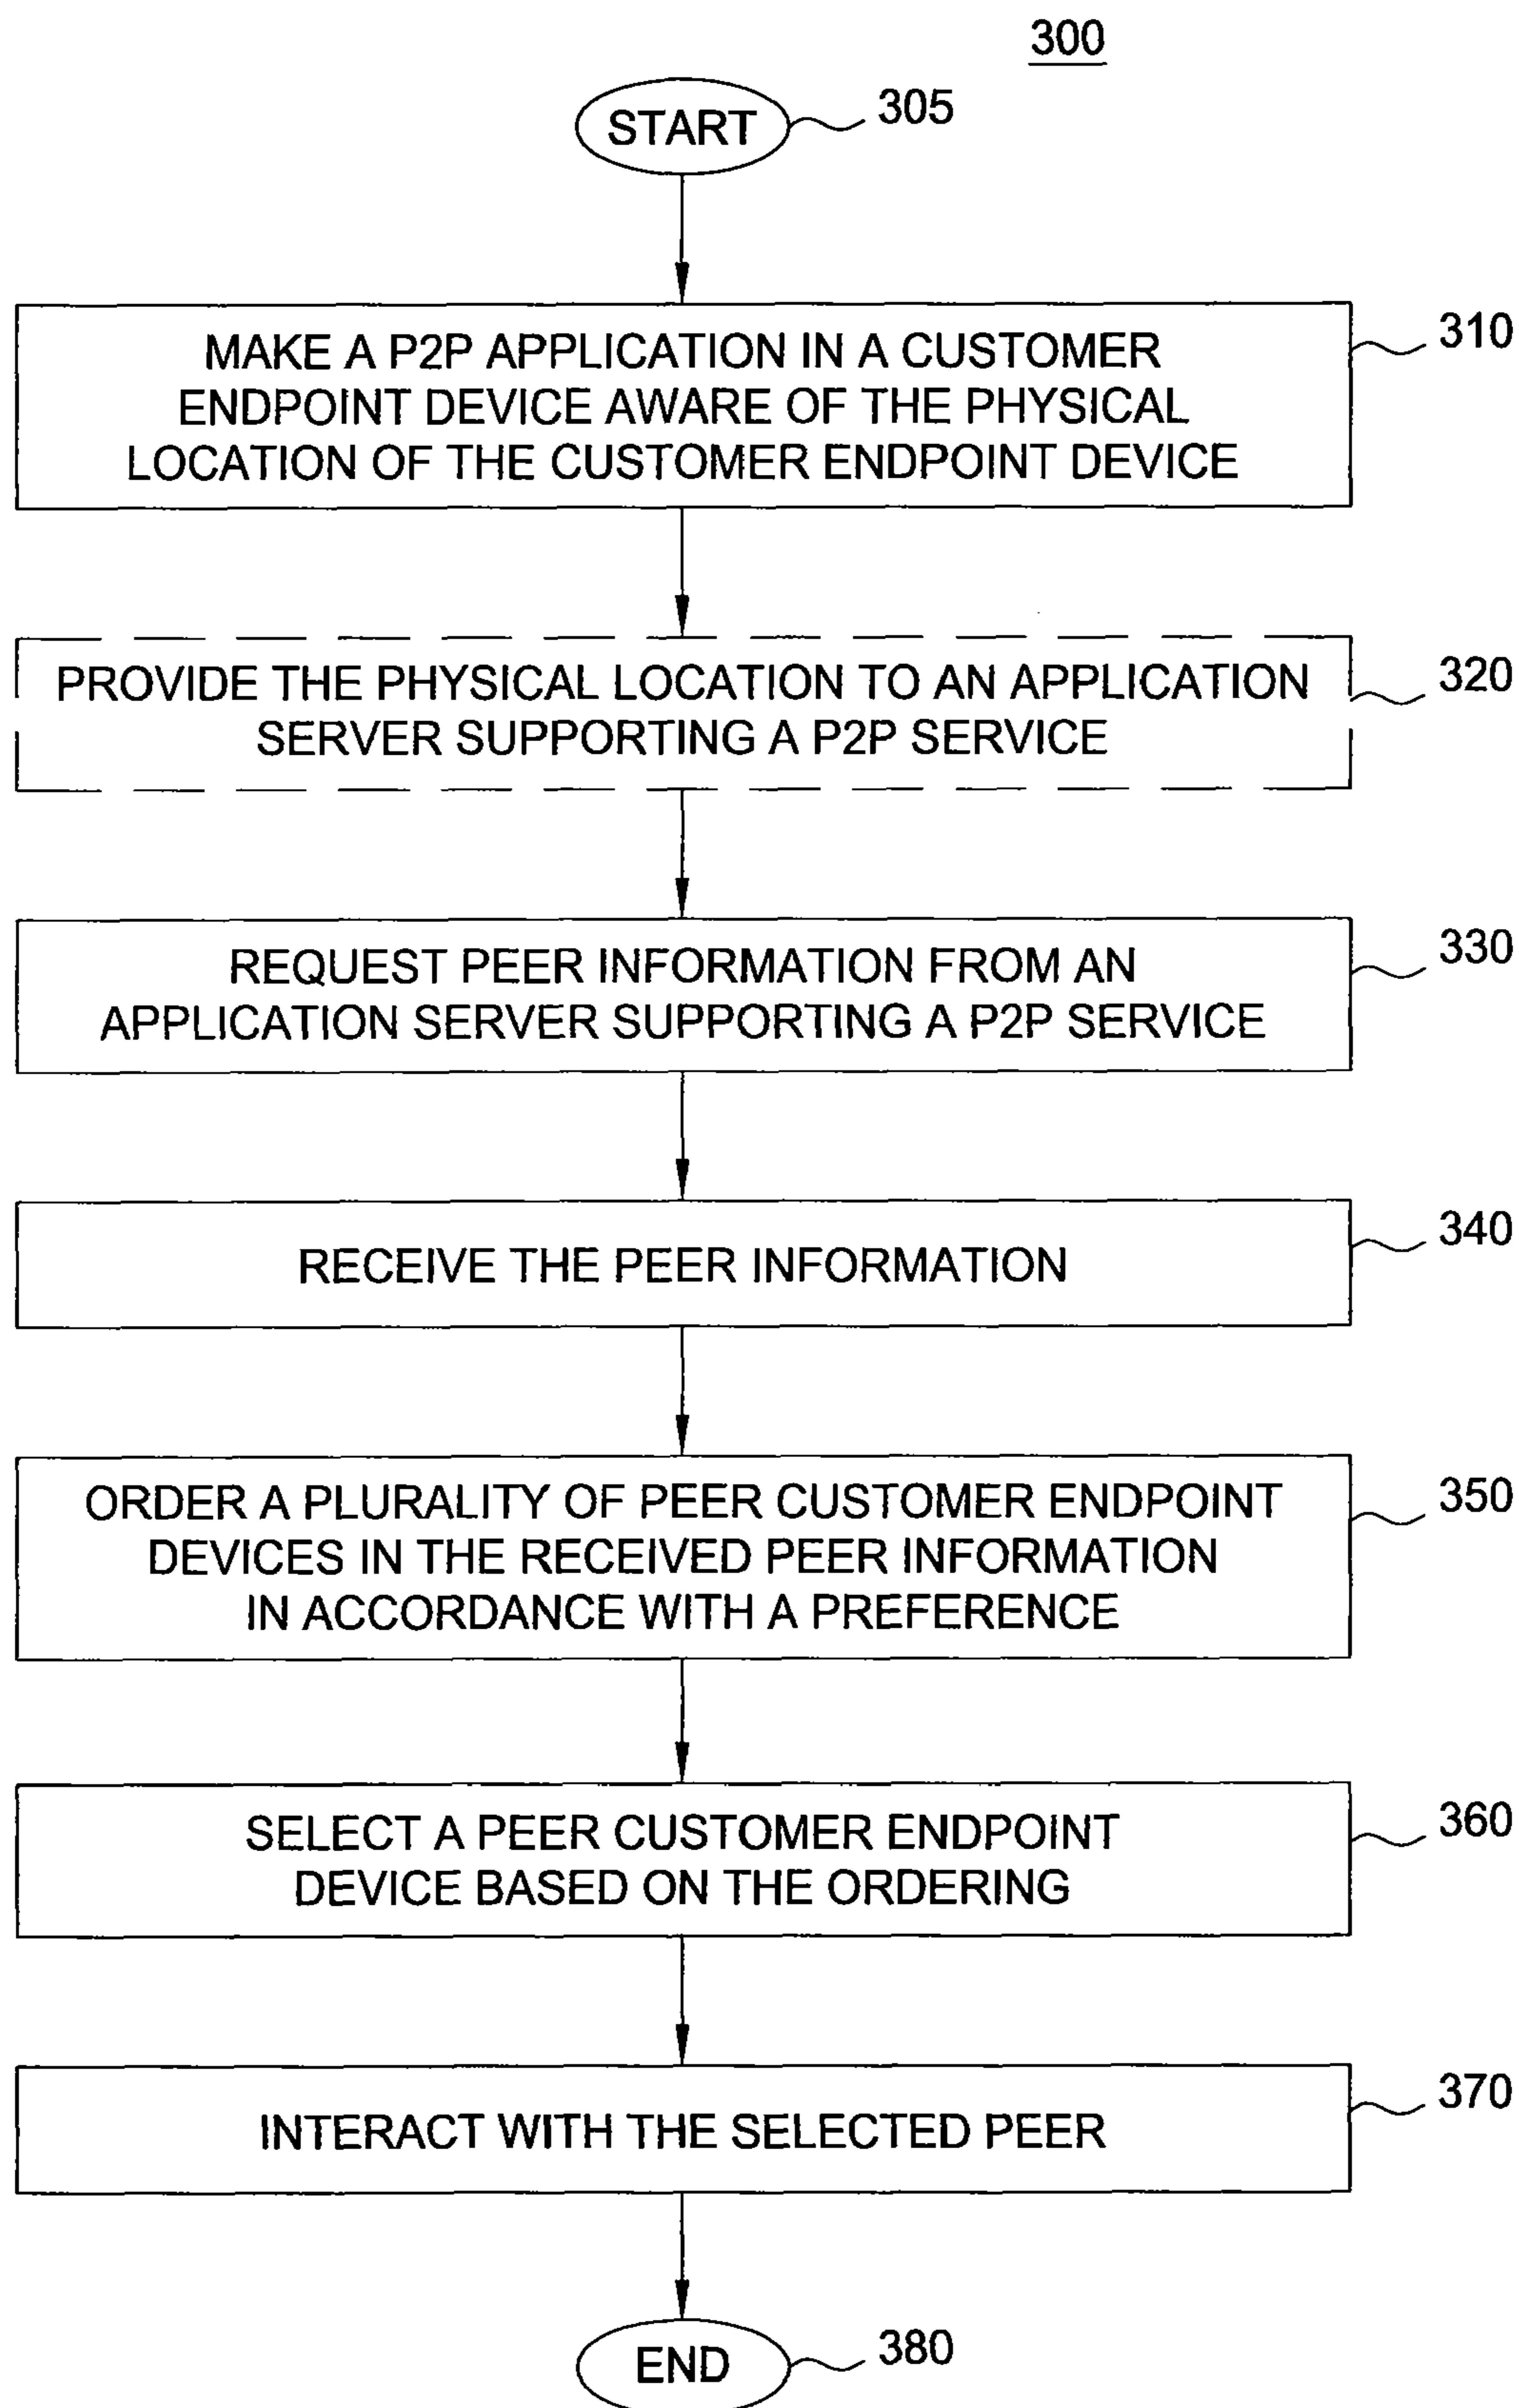 300
START
305
MAKE A P2P APPLICATION IN A CUSTOMER
ENDPOINT DEVICE AWARE OF THE PHYSICAL
LOCATION OF THE CUSTOMER ENDPOINT DEVICE
310
PROVIDE THE PHYSICAL LOCATION TO AN APPLICATION
SERVER SUPPORTING A P2P SERVICE
320
REQUEST PEER INFORMATION FROM AN
APPLICATION SERVER SUPPORTING A P2P SERVICE
330
RECEIVE THE PEER INFORMATION
340
ORDER A PLURALITY OF PEER CUSTOMER ENDPOINT
DEVICES IN THE RECEIVED PEER INFORMATION
IN ACCORDANCE WITH A PREFERENCE
350
SELECT A PEER CUSTOMER ENDPOINT
DEVICE BASED ON THE ORDERING
360
INTERACT WITH THE SELECTED PEER
370
END
380